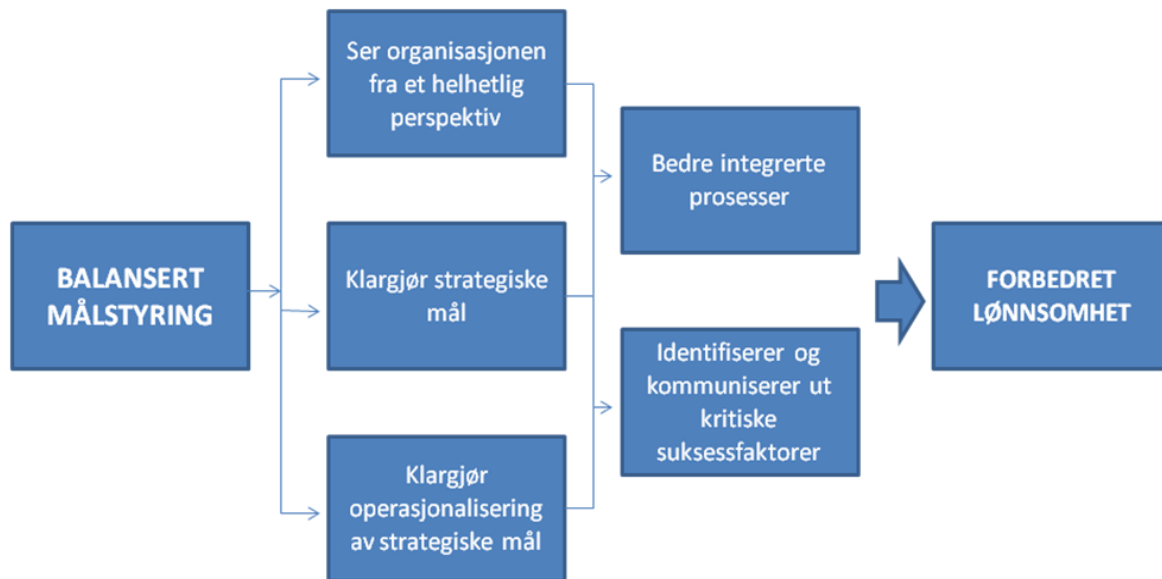 BALANSERT
MÅLSTYRING
Ser organisasjonen
fra et helhetlig
perspektiv
Klargjør strategiske
mål
Klargjør
operasjonalisering
av strategiske mål
Bedre integrerte
prosesser
Identifiserer og
kommuniserer ut
kritiske
suksessfaktorer
FORBEDRET
LØNNSOMHET